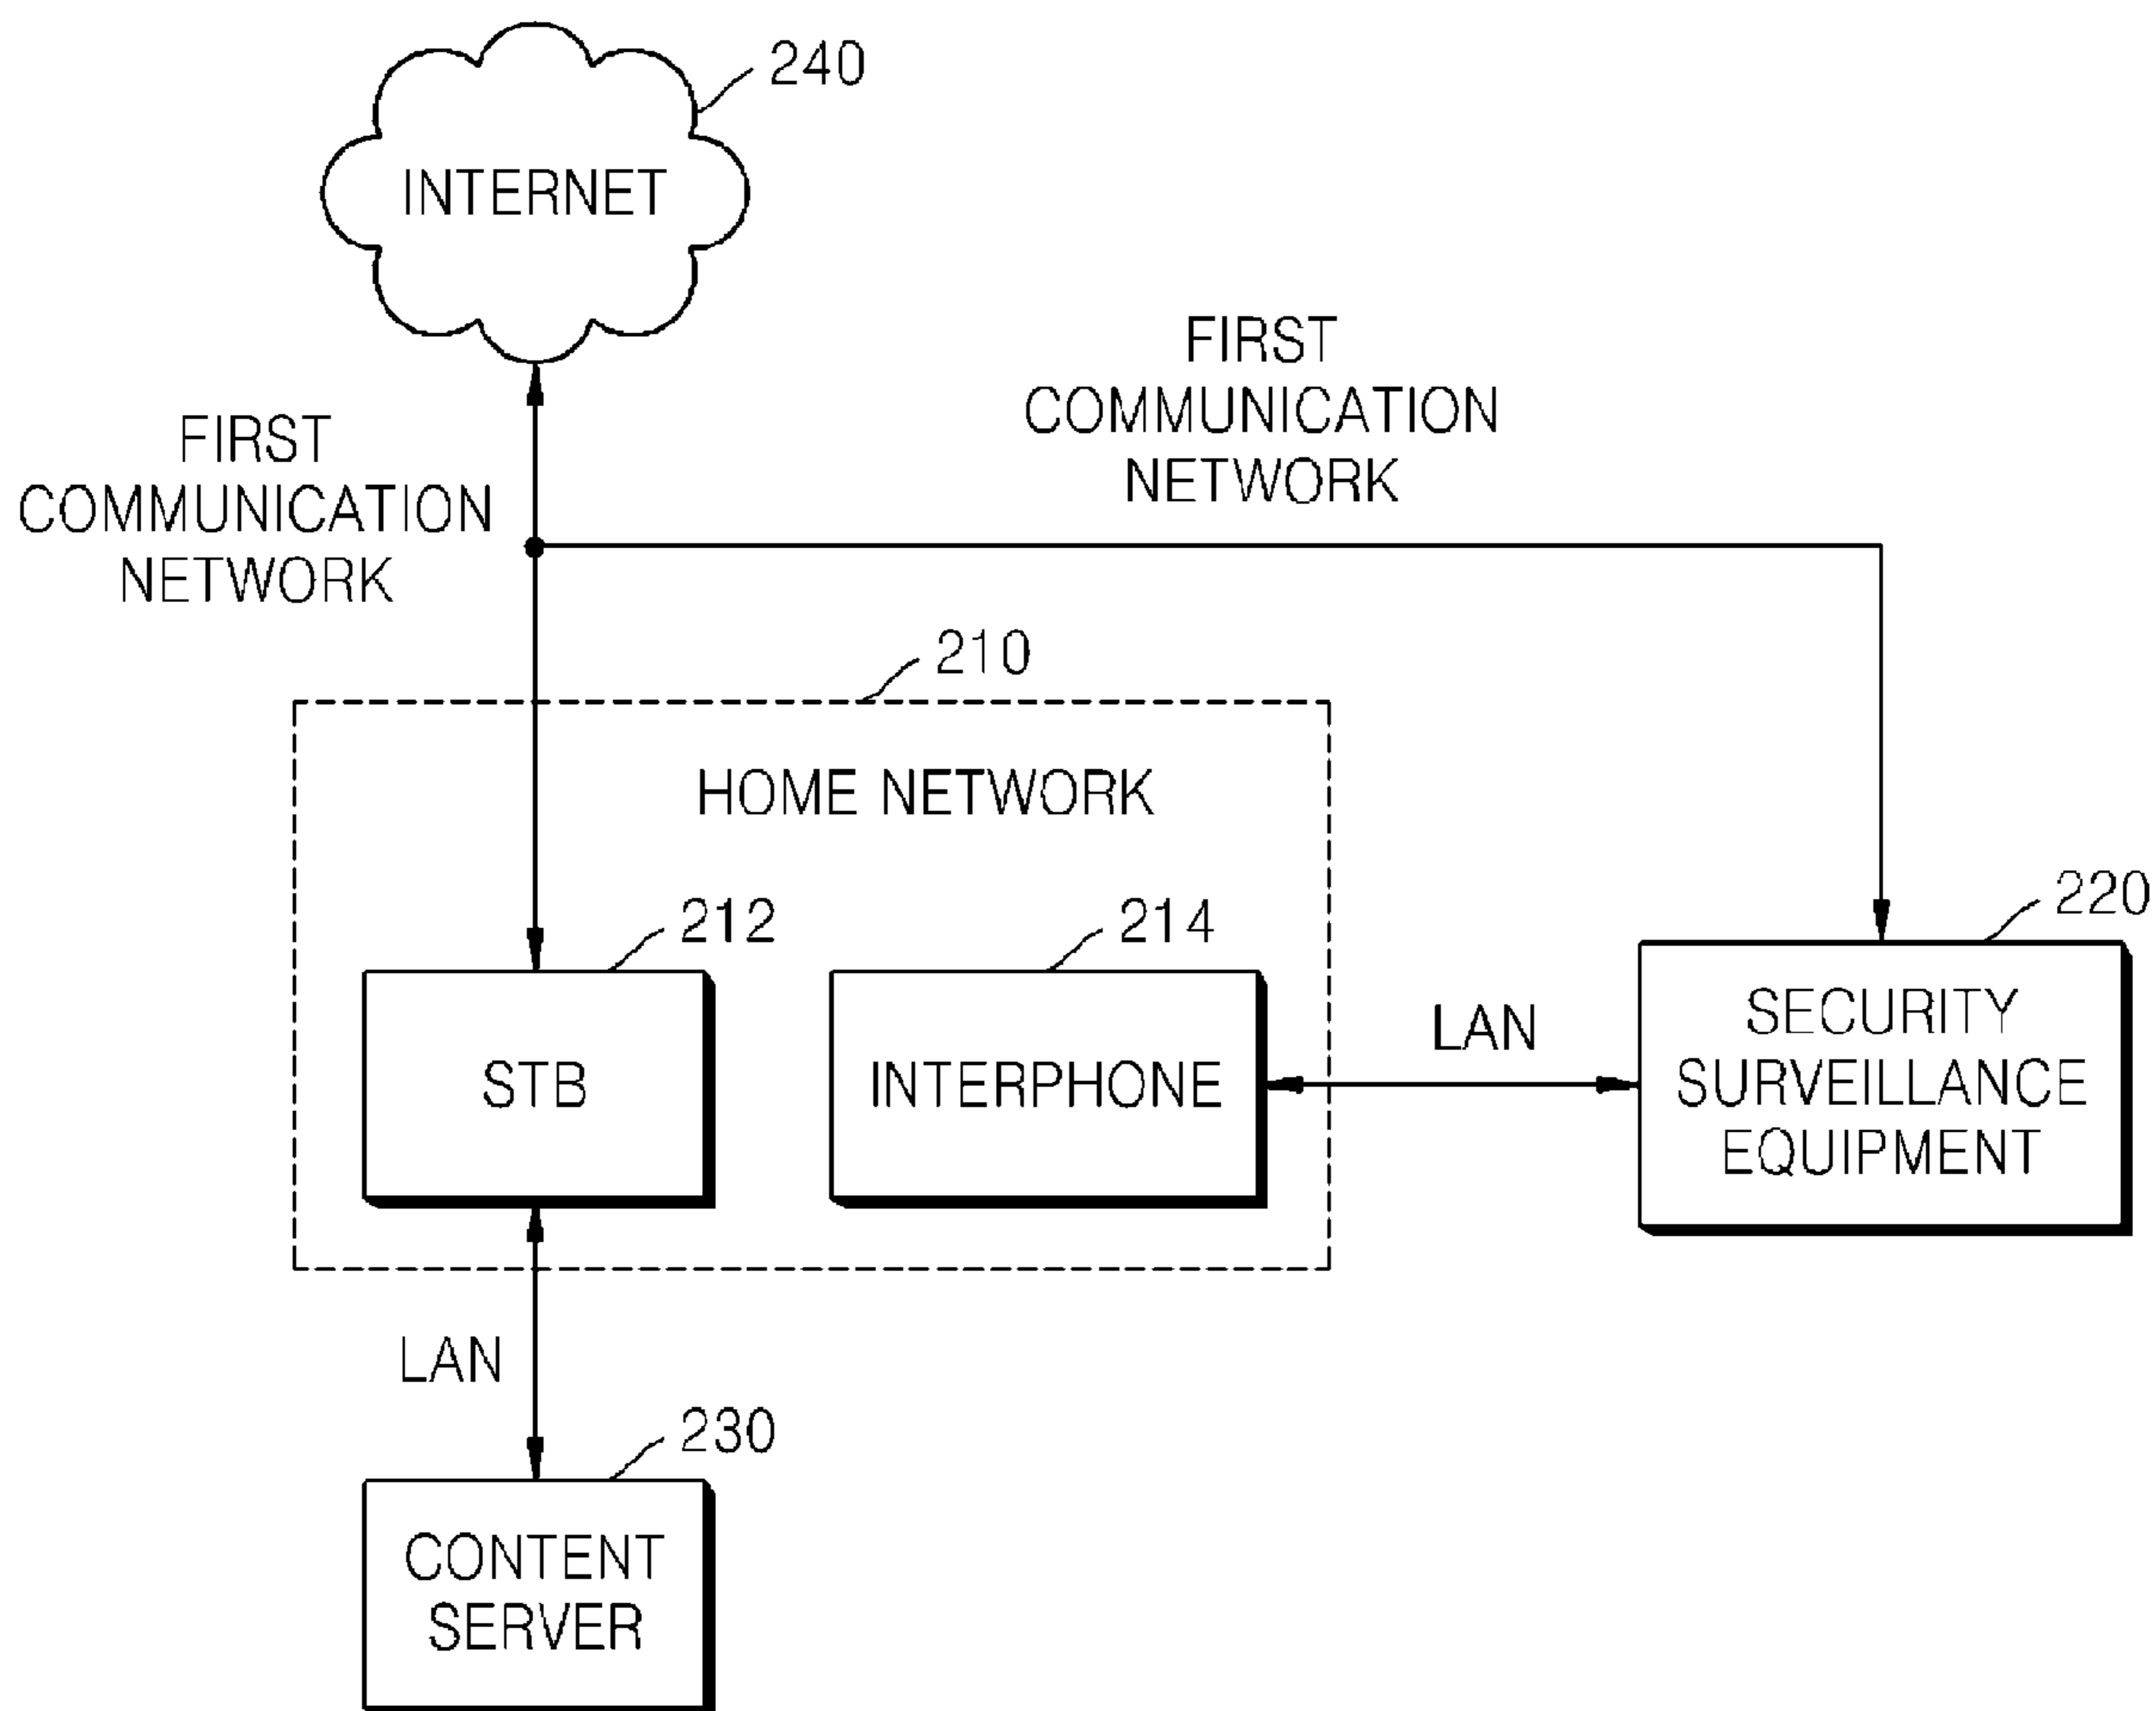 240
INTERNET
FIRST
COMMUNICATION
NETWORK
FIRST
COMMUNICATION
NETWORK
210
HOME NETWORK
212
214
220
STB
INTERPHONE
LAN
SECURITY
SURVEILLANCE
EQUIPMENT
LAN
230
CONTENT
SERVER